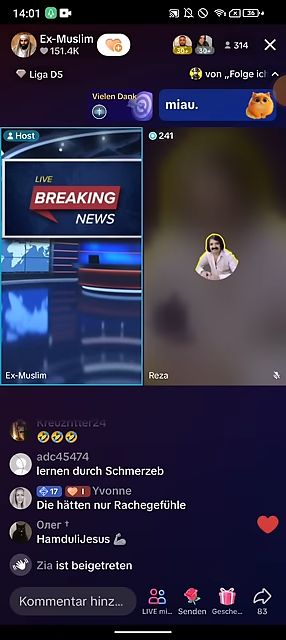 14:01
36
Ex-Muslim
151.4K
30+
30+
314
Liga D5
von „Folge ich
Vielen Dank
miau.
Host
241
LIVE
BREAKING
NEWS
Ex-Muslim
Reza
Kreuzritter24
🤣🤣🤣
adc45474
lernen durch Schmerzeb
17 I Yvonne
Die hätten nur Rachegefühle
Олег †
HamduliJesus 💪
Zia ist beigetreten
Kommentar hinz...
LIVE mi...
Senden
Gesche...
83